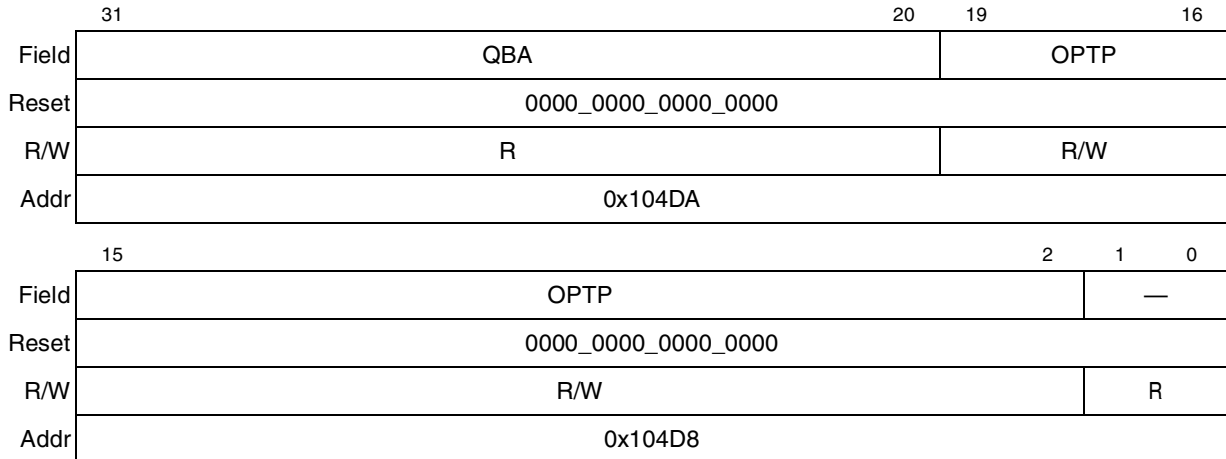 31 20 19 16
Field QBA OPTP
Reset 0000_0000_0000_0000
R/W R R/W
Addr 0x104DA
15 2 1 0
Field OPTP —
Reset 0000_0000_0000_0000
R/W R/W R
Addr 0x104D8